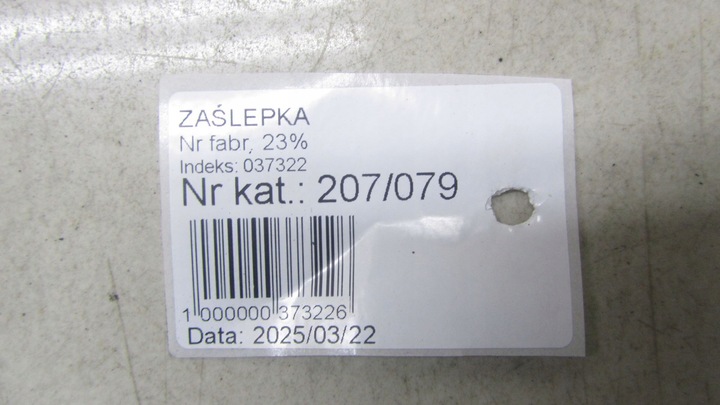 ZAŚLEPKA
Nr fabr, 23%
Indeks: 037322
Nr kat.: 207/079
1 000000 373226
Data: 2025/03/22